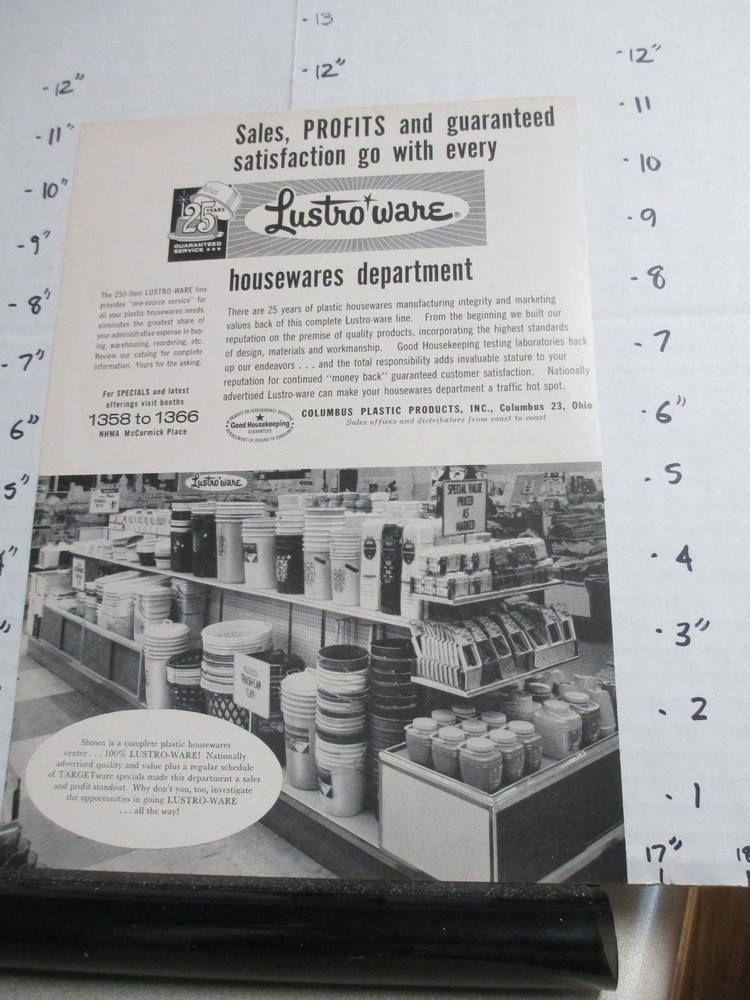 - 13
- 12"
- 12"
- 12"
- 11"
- 11
- 10"
- 10
- 9"
- 9
- 8"
- 8
- 7"
- 7
6"
- 6"
5"
- 5
- 4
- 3"
- 2
- 1
17"
18
Sales, PROFITS and guaranteed
satisfaction go with every
25 YEARS
GUARANTEED
SERVICE ★★★
Lustro-ware®
housewares department
The 250-item LUSTRO-WARE line
provides "one-source service" for
all your plastic housewares needs,
eliminates the greatest share of
your administrative expense in buy-
ing, warehousing, reordering, etc.
Review our catalog for complete
information. Yours for the asking.
For SPECIALS and latest
offerings visit booths
1358 to 1366
NHMA McCormick Place
There are 25 years of plastic housewares manufacturing integrity and marketing
values back of this complete Lustro-ware line. From the beginning we built our
reputation on the premise of quality products, incorporating the highest standards
of design, materials and workmanship. Good Housekeeping testing laboratories back
up our endeavors . . . and the total responsibility adds invaluable stature to your
reputation for continued "money back" guaranteed customer satisfaction. Nationally
advertised Lustro-ware can make your housewares department a traffic hot spot.
Good Housekeeping
GUARANTEES
COLUMBUS PLASTIC PRODUCTS, INC., Columbus 23, Ohio
Sales offices and distributors from coast to coast
Lustro-ware
SPECIAL VALUE
PRICED
AS
MARKED
TRASH CAN
Shown is a complete plastic housewares
center . . . 100% LUSTRO-WARE! Nationally
advertised quality and value plus a regular schedule
of TARGETware specials made this department a sales
and profit standout. Why don't you, too, investigate
the opportunities in going LUSTRO-WARE
. . . all the way!